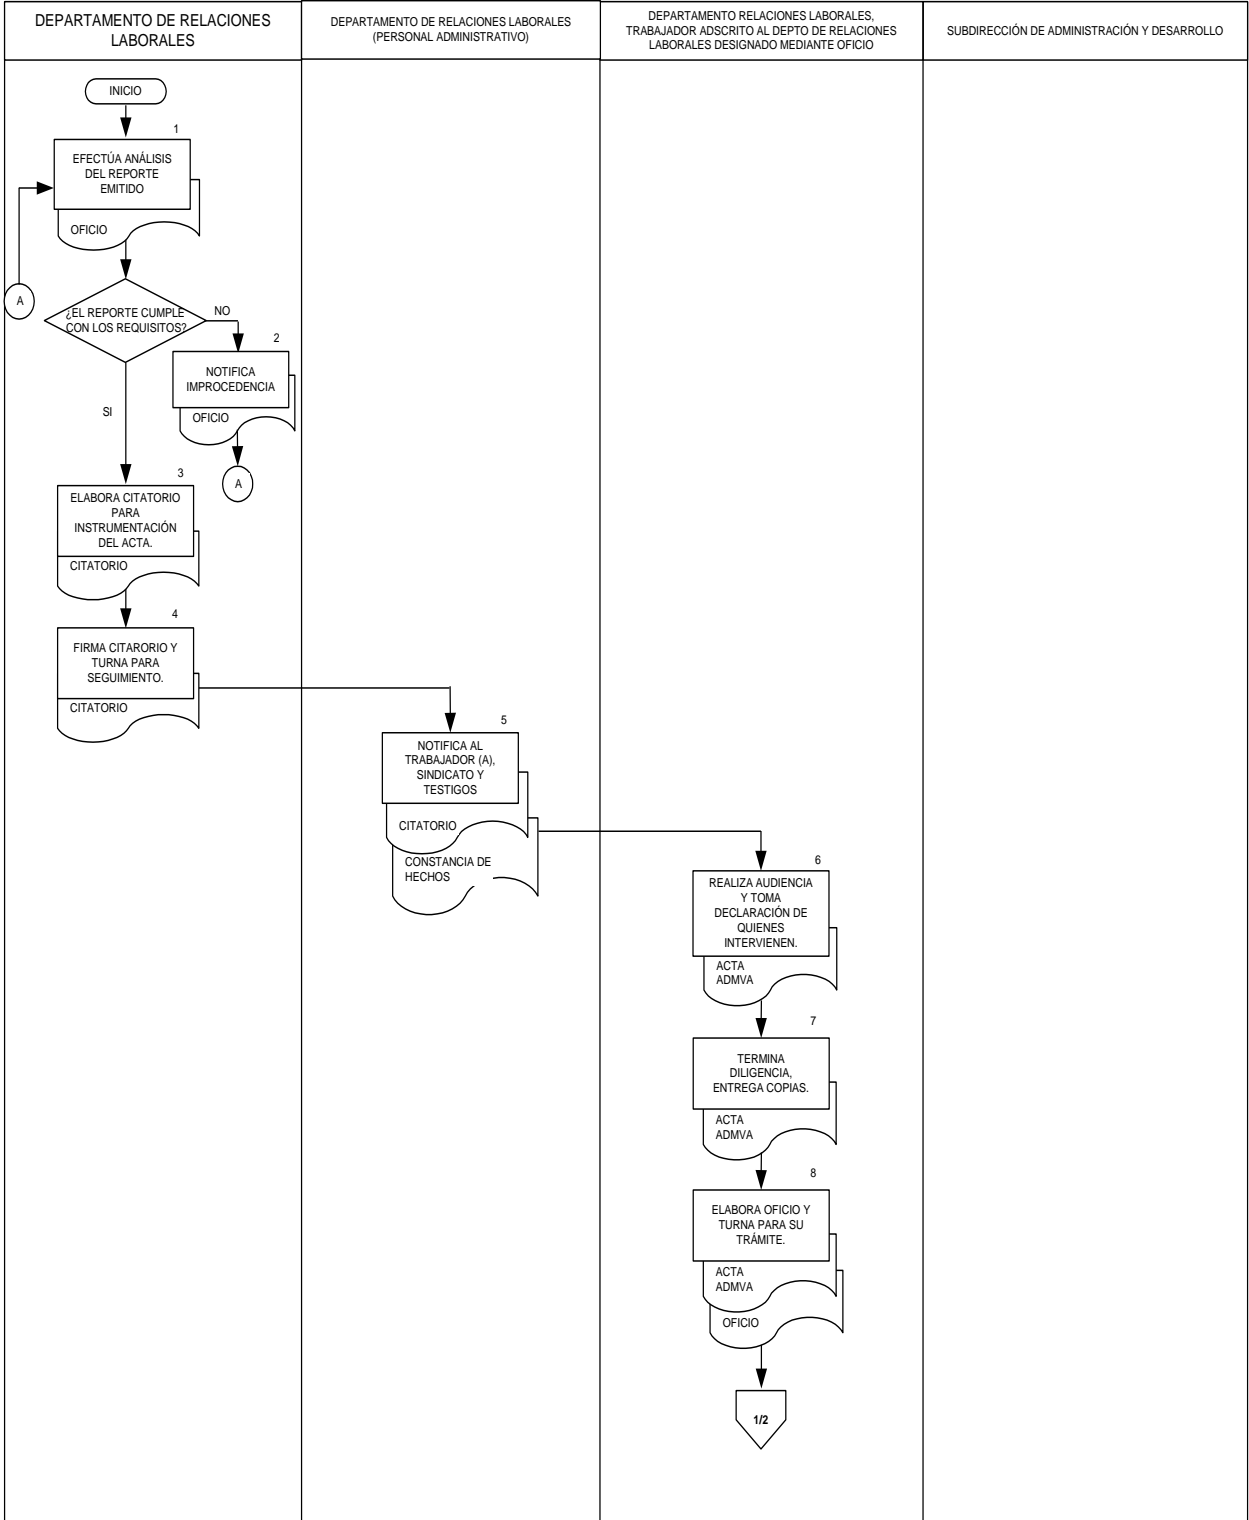 DEPARTAMENTO DE RELACIONES
LABORALES
DEPARTAMENTO DE RELACIONES LABORALES
(PERSONAL ADMINISTRATIVO)
DEPARTAMENTO RELACIONES LABORALES,
TRABAJADOR ADSCRITO AL DEPTO DE RELACIONES
LABORALES DESIGNADO MEDIANTE OFICIO
SUBDIRECCIÓN DE ADMINISTRACIÓN Y DESARROLLO
INICIO
1
EFECTÚA ANÁLISIS
DEL REPORTE
EMITIDO
OFICIO
A
¿EL REPORTE CUMPLE
CON LOS REQUISITOS?
NO
2
NOTIFICA
IMPROCEDENCIA
OFICIO
A
SI
3
ELABORA CITATORIO
PARA
INSTRUMENTACIÓN
DEL ACTA.
CITATORIO
4
FIRMA CITARORIO Y
TURNA PARA
SEGUIMIENTO.
CITATORIO
5
NOTIFICA AL
TRABAJADOR (A),
SINDICATO Y
TESTIGOS
CITATORIO
CONSTANCIA DE
HECHOS
6
REALIZA AUDIENCIA
Y TOMA
DECLARACIÓN DE
QUIENES
INTERVIENEN.
ACTA
ADMVA
7
TERMINA
DILIGENCIA,
ENTREGA COPIAS.
ACTA
ADMVA
8
ELABORA OFICIO Y
TURNA PARA SU
TRÁMITE.
ACTA
ADMVA
OFICIO
1/2